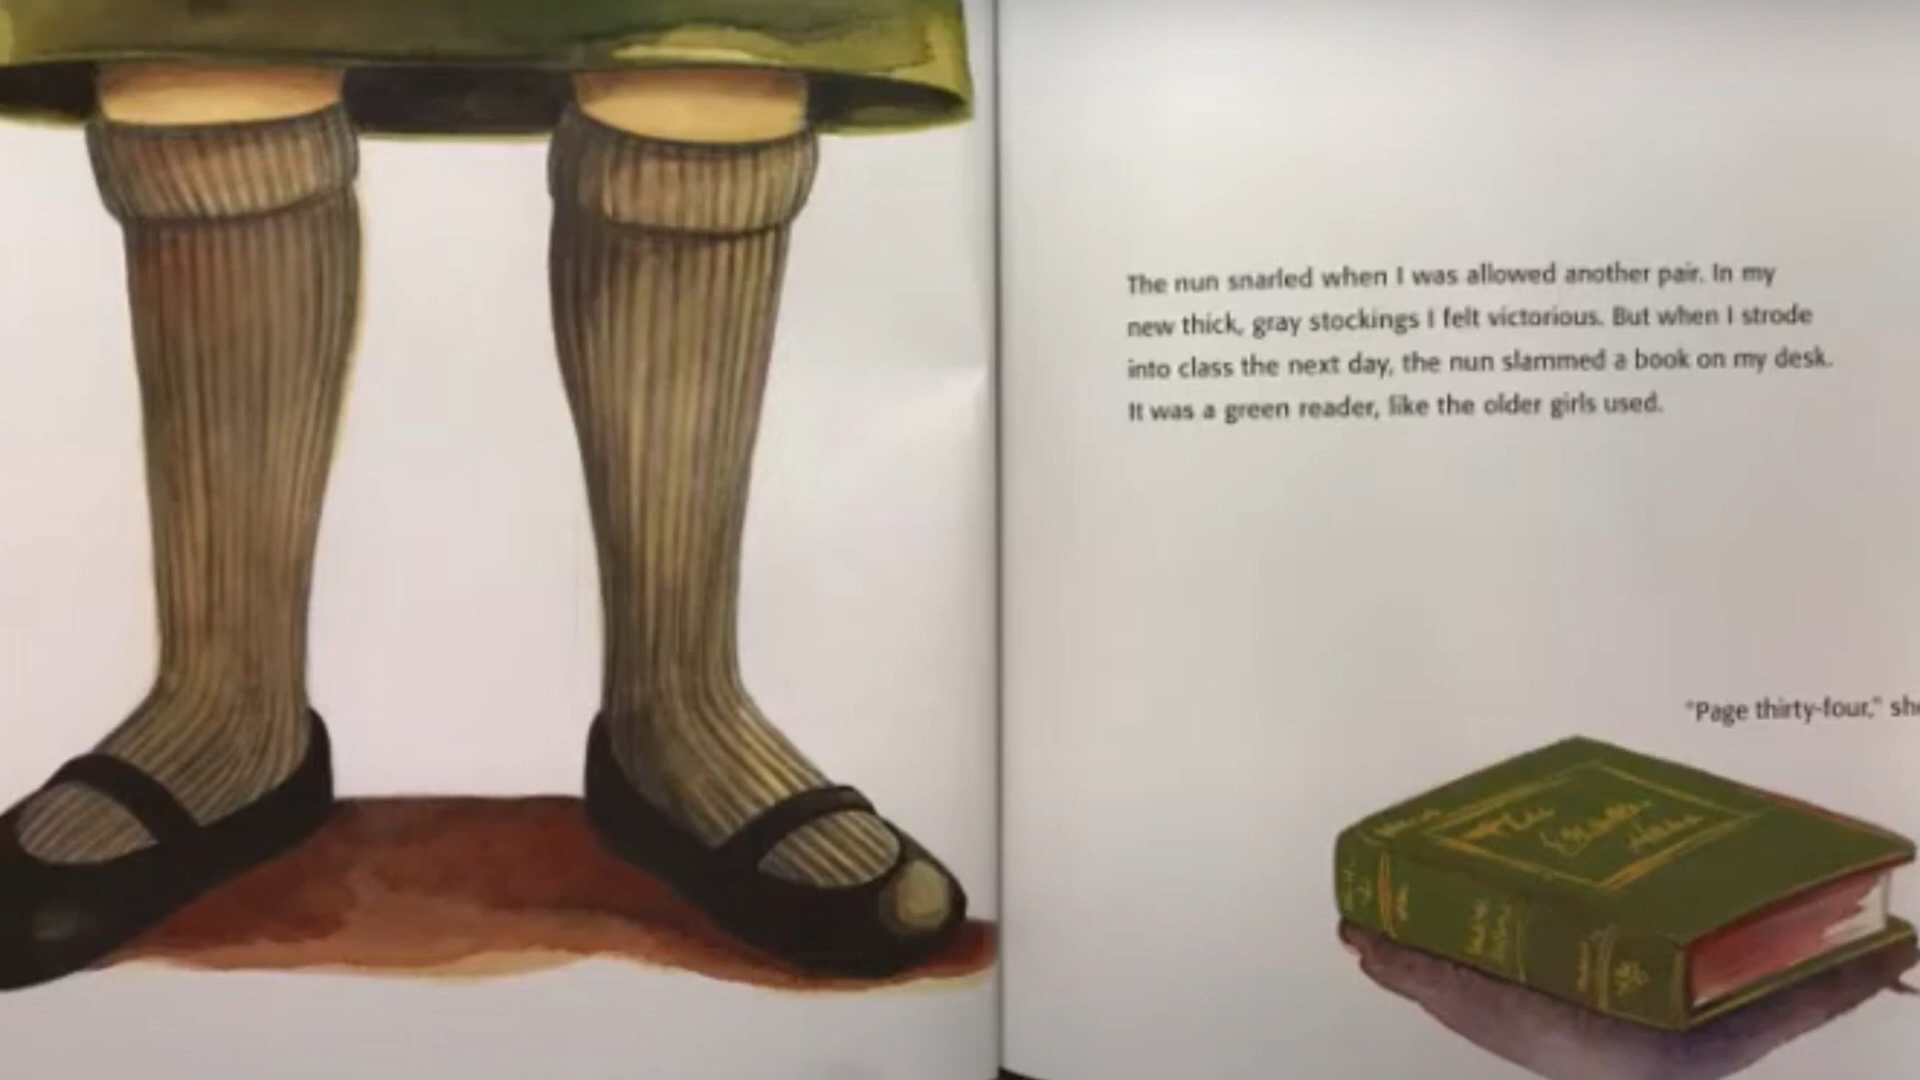 The nun snarled when I was allowed another pair. In my
new thick, gray stockings I felt victorious. But when I strode
into class the next day, the nun slammed a book on my desk.
It was a green reader, like the older girls used.
"Page thirty-four," she